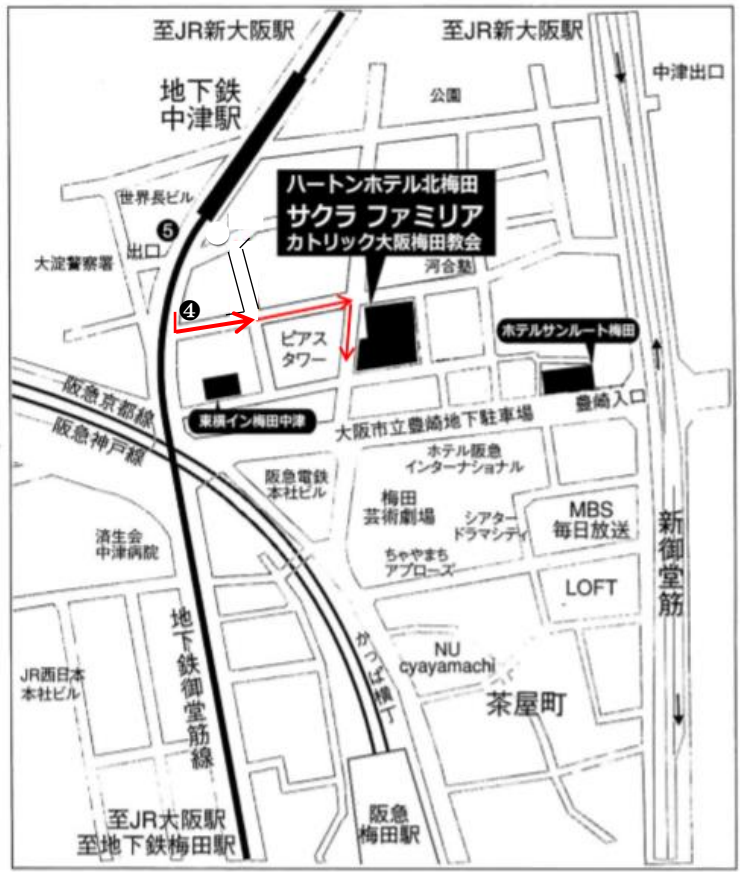 至JR新大阪駅
至JR新大阪駅
中津出口
地下鉄
中津駅
公園
世界長ビル
ハートンホテル北梅田
サクラ ファミリア
カトリック大阪梅田教会
❺
出口
大淀警察署
河合塾
❹
ピアス
タワー
ホテルサンルート梅田
阪急京都線
阪急神戸線
東横イン梅田中津
豊崎入口
大阪市立豊崎地下駐車場
阪急電鉄
本社ビル
ホテル阪急
インターナショナル
梅田
芸術劇場
シアター
ドラマシティ
MBS
毎日放送
済生会
中津病院
ちゃやまち
アプローズ
新御堂筋
LOFT
地下鉄御堂筋線
かっぱ横丁
NU
cyayamachi
JR西日本
本社ビル
茶屋町
至JR大阪駅
至地下鉄梅田駅
阪急
梅田駅